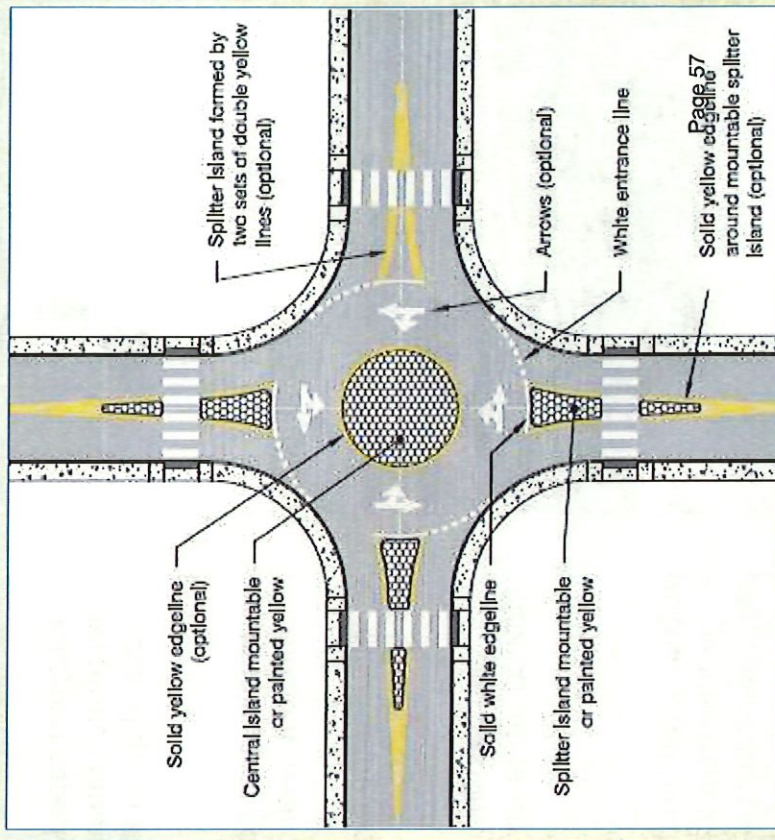 Solid yellow edgeline
(optional)
Central Island mountable
or painted yellow
Splitter Island formed by
two sets of double yellow
lines (optional)
Solid white edgeline
Splitter Island mountable
or painted yellow
Arrows (optional)
White entrance line
Page 57
Solid yellow edgeline
around mountable splitter
Island (optional)